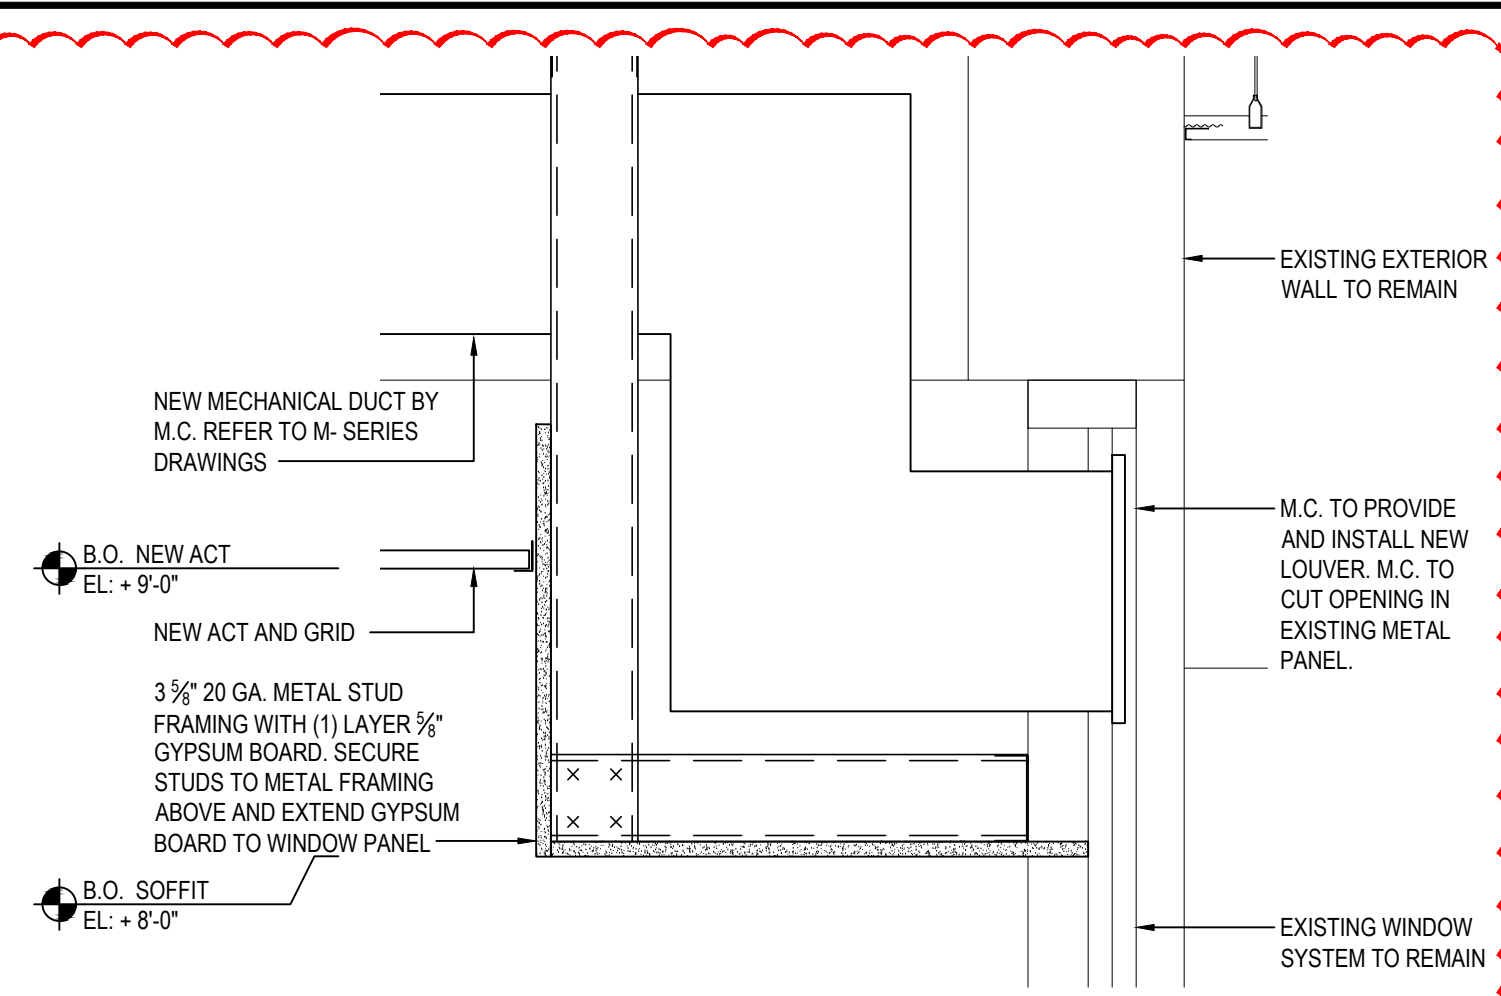 EXISTING EXTERIOR
WALL TO REMAIN
NEW MECHANICAL DUCT BY
M.C. REFER TO M- SERIES
DRAWINGS
M.C. TO PROVIDE
AND INSTALL NEW
LOUVER. M.C. TO
CUT OPENING IN
EXISTING METAL
PANEL.
B.O. NEW ACT
EL: + 9'-0"
NEW ACT AND GRID
3 5/8" 20 GA. METAL STUD
FRAMING WITH (1) LAYER 5/8"
GYPSUM BOARD. SECURE
STUDS TO METAL FRAMING
ABOVE AND EXTEND GYPSUM
BOARD TO WINDOW PANEL
B.O. SOFFIT
EL: + 8'-0"
EXISTING WINDOW
SYSTEM TO REMAIN